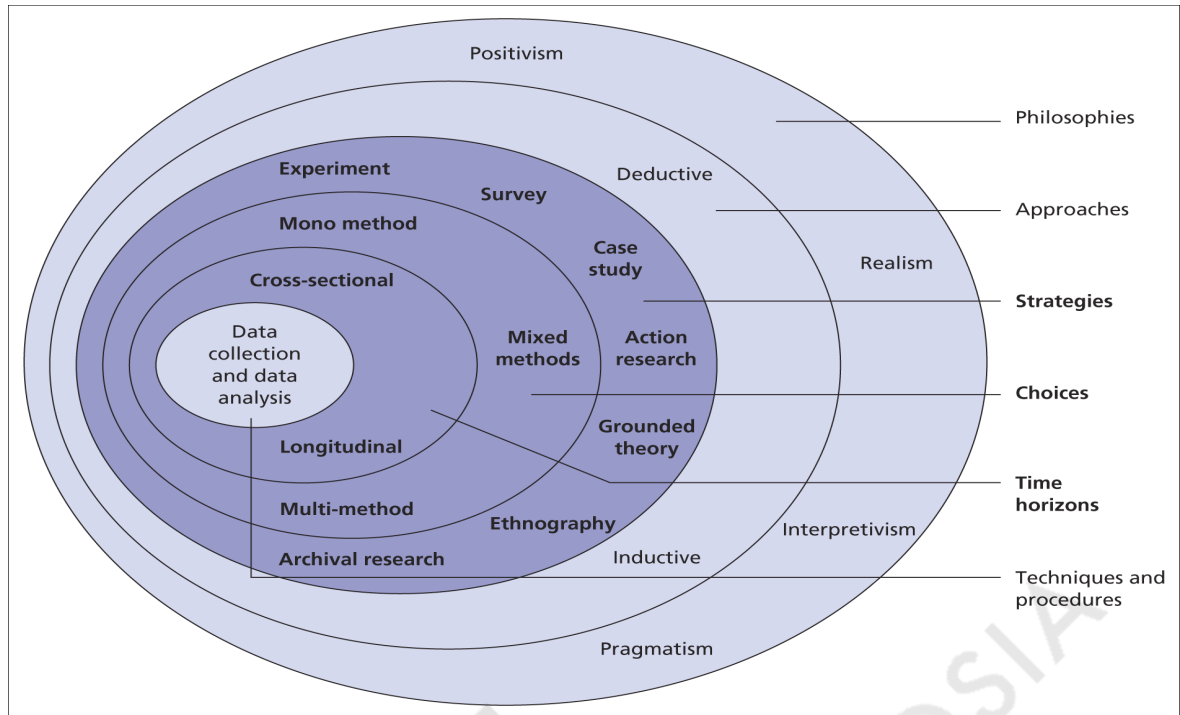 Positivism
Philosophies
Experiment
Deductive
Survey
Approaches
Mono method
Case
study
Realism
Cross-sectional
Strategies
Data
collection
and data
analysis
Mixed
methods
Action
research
Choices
Grounded
theory
Longitudinal
Time
horizons
Multi-method
Ethnography
Interpretivism
Archival research
Inductive
Techniques and
procedures
Pragmatism